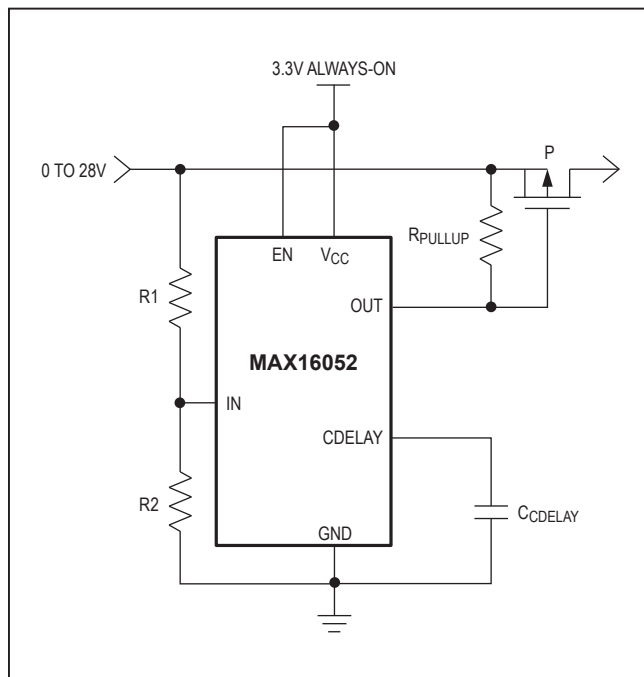 3.3V ALWAYS-ON
0 TO 28V
P
RPULLUP
EN
VCC
R1
OUT
MAX16052
IN
CDELAY
R2
CCDELAY
GND